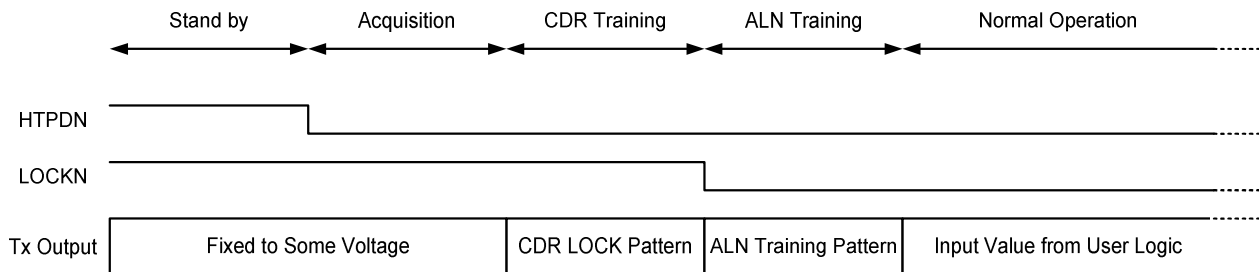 Stand by Acquisition CDR Training ALN Training Normal Operation
HTPDN
LOCKN
Tx Output Fixed to Some Voltage CDR LOCK Pattern ALN Training Pattern Input Value from User Logic